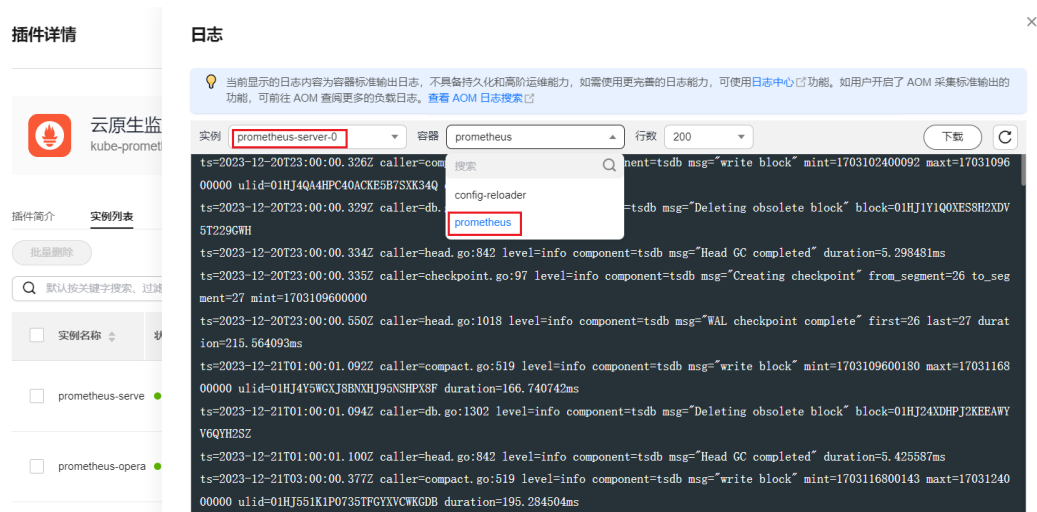 插件详情
日志
当前显示的日志内容为容器标准输出日志，不具备持久化和高阶运维能力，如需使用更完善的日志能力，可使用日志中心功能。如用户开启了 AOM 采集标准输出的
功能，可前往 AOM 查阅更多的负载日志。查看 AOM 日志搜索
云原生监
kube-promet
实例 prometheus-server-0 容器 prometheus 行数 200 下载
搜索
config-reloader
prometheus
插件简介 实例列表
批量删除
默认按关键字搜索、过滤
实例名称
prometheus-serve
prometheus-opera
ts=2023-12-20T23:00:00.326Z caller=com nent=tsdb msg="write block" mint=1703102400092 maxt=17031096
00000 ulid=01HJ4QA4HPC40ACKE5B7SXK34Q
ts=2023-12-20T23:00:00.329Z caller=db. =tsdb msg="Deleting obsolete block" block=01HJ1Y1Q0XES8H2XDV
5T229GWH
ts=2023-12-20T23:00:00.334Z caller=head.go:842 level=info component=tsdb msg="Head GC completed" duration=5.298481ms
ts=2023-12-20T23:00:00.335Z caller=checkpoint.go:97 level=info component=tsdb msg="Creating checkpoint" from_segment=26 to_seg
ment=27 mint=1703109600000
ts=2023-12-20T23:00:00.550Z caller=head.go:1018 level=info component=tsdb msg="WAL checkpoint complete" first=26 last=27 durat
ion=215.564093ms
ts=2023-12-21T01:00:01.092Z caller=compact.go:519 level=info component=tsdb msg="write block" mint=1703109600180 maxt=17031168
00000 ulid=01HJ4Y5WGXJ8BNXHJ95NSHPX8F duration=166.740742ms
ts=2023-12-21T01:00:01.094Z caller=db.go:1302 level=info component=tsdb msg="Deleting obsolete block" block=01HJ24XDHPJ2KEEAWY
V6QYH2SZ
ts=2023-12-21T01:00:01.100Z caller=head.go:842 level=info component=tsdb msg="Head GC completed" duration=5.425587ms
ts=2023-12-21T03:00:00.377Z caller=compact.go:519 level=info component=tsdb msg="write block" mint=1703116800143 maxt=17031240
00000 ulid=01HJ551K1P0735TFGYXVCWKGDB duration=195.284504ms